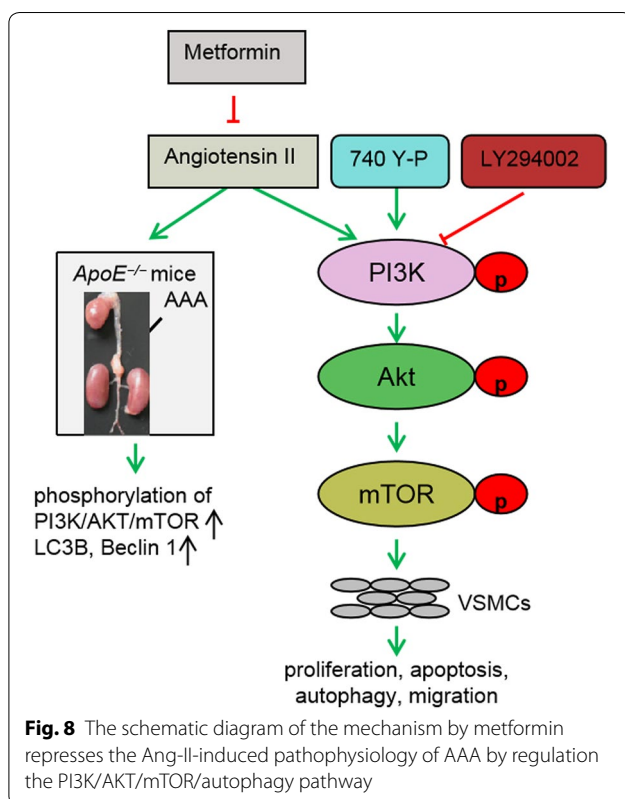 Metformin
Angiotensin II
740 Y-P
LY294002
ApoE–/– mice
AAA
PI3K
p
Akt
p
mTOR
p
phosphorylation of
PI3K/AKT/mTOR ↑
LC3B, Beclin 1↑
VSMCs
proliferation, apoptosis,
autophagy, migration
Fig. 8 The schematic diagram of the mechanism by metformin
represses the Ang-II-induced pathophysiology of AAA by regulation
the PI3K/AKT/mTOR/autophagy pathway